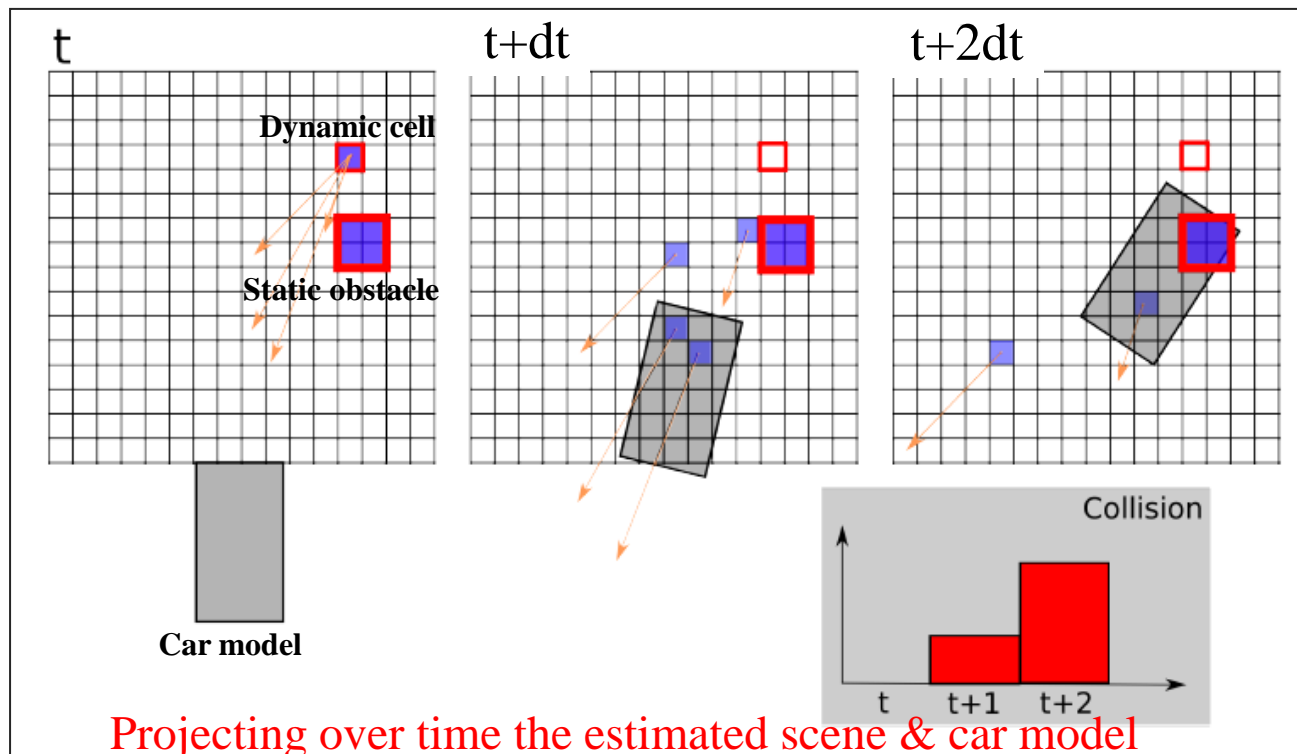 t
t+dt
t+2dt
Dynamic cell
Static obstacle
Car model
Collision
t
t+1
t+2
Projecting over time the estimated scene & car model